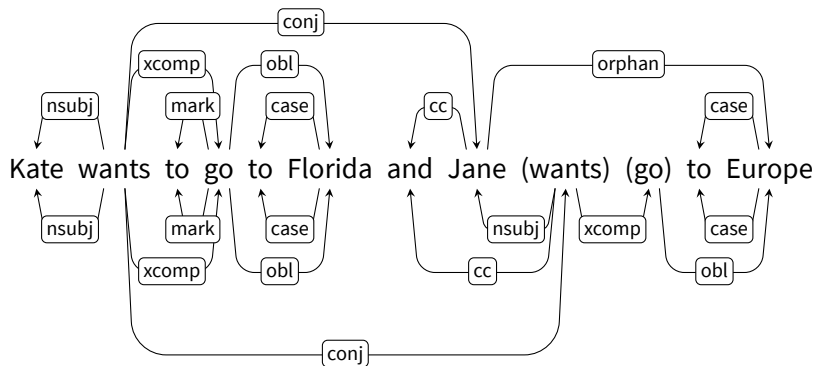 conj
xcomp obl orphan
nsubj mark case cc case
Kate wants to go to Florida and Jane (wants) (go) to Europe
nsubj mark case nsubj xcomp case
xcomp obl cc obl
conj